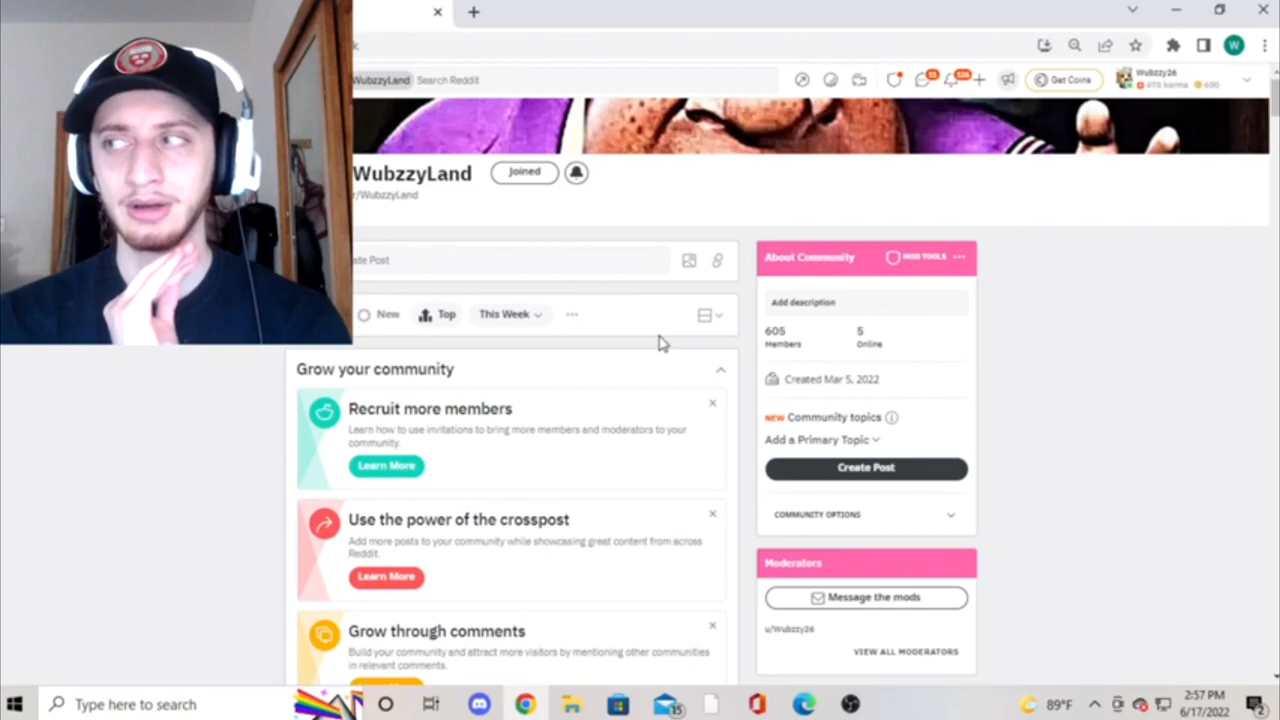 W
WubzzyLand
Search Reddit
11
Get Coins
Wubzzy26
600
WubzzyLand
Joined
r/WubzzyLand
Post
About Community
MOD TOOLS
New
Top
This Week
Add description
605
5
Members
Online
Created Mar 5, 2022
NEW Community topics
Add a Primary Topic
Create Post
COMMUNITY OPTIONS
Moderators
Message the mods
u/Wubzzy26
VIEW ALL MODERATORS
Grow your community
Recruit more members
Learn how to use invitations to bring more members and moderators to your
community.
Learn More
Use the power of the crosspost
Add more posts to your community while showcasing great content from across
Reddit.
Learn More
Grow through comments
Build your community and attract more visitors by mentioning other communities
in relevant comments.
Type here to search
15
89°F
2:57 PM
6/17/2022
2